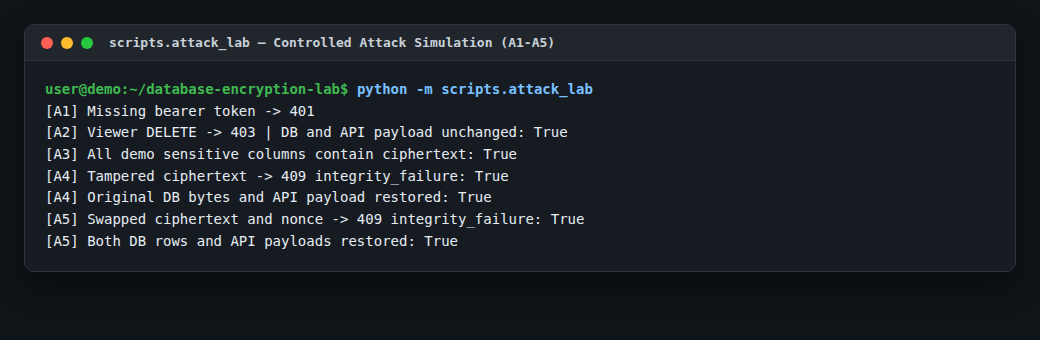 scripts.attack_lab — Controlled Attack Simulation (A1-A5)
user@demo:~/database-encryption-lab$ python -m scripts.attack_lab
[A1] Missing bearer token -> 401
[A2] Viewer DELETE -> 403 | DB and API payload unchanged: True
[A3] All demo sensitive columns contain ciphertext: True
[A4] Tampered ciphertext -> 409 integrity_failure: True
[A4] Original DB bytes and API payload restored: True
[A5] Swapped ciphertext and nonce -> 409 integrity_failure: True
[A5] Both DB rows and API payloads restored: True